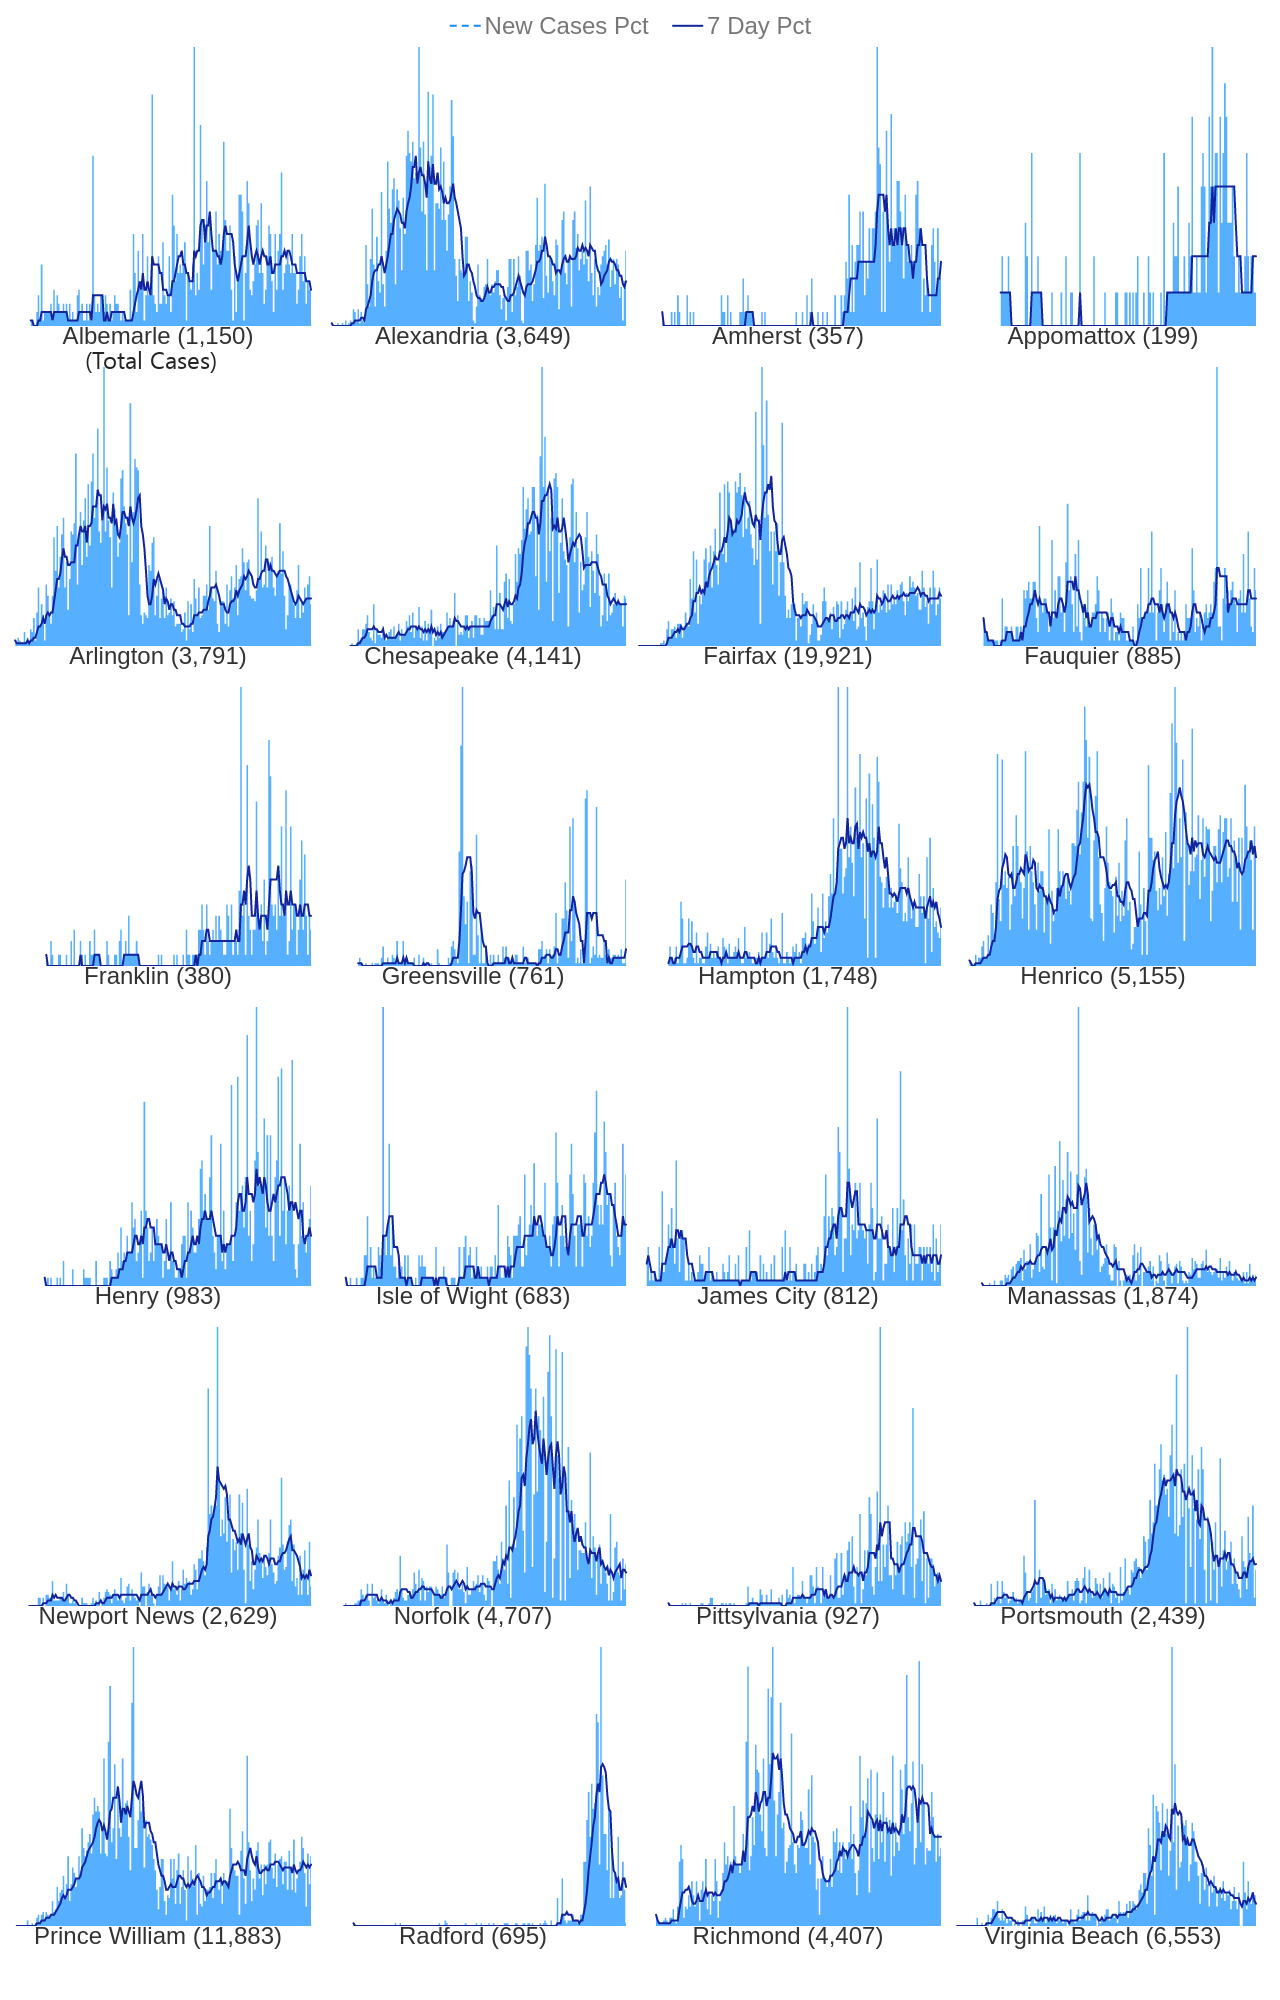 New Cases Pct 7 Day Pct
Albemarle (1,150) Alexandria (3,649) Amherst (357) Appomattox (199)
(Total Cases)
Arlington (3,791) Chesapeake (4,141) Fairfax (19,921) Fauquier (885)
Franklin (380) Greensville (761) Hampton (1,748) Henrico (5,155)
Henry (983) Isle of Wight (683) James City (812) Manassas (1,874)
Newport News (2,629) Norfolk (4,707) Pittsylvania (927) Portsmouth (2,439)
Prince William (11,883) Radford (695) Richmond (4,407) Virginia Beach (6,553)